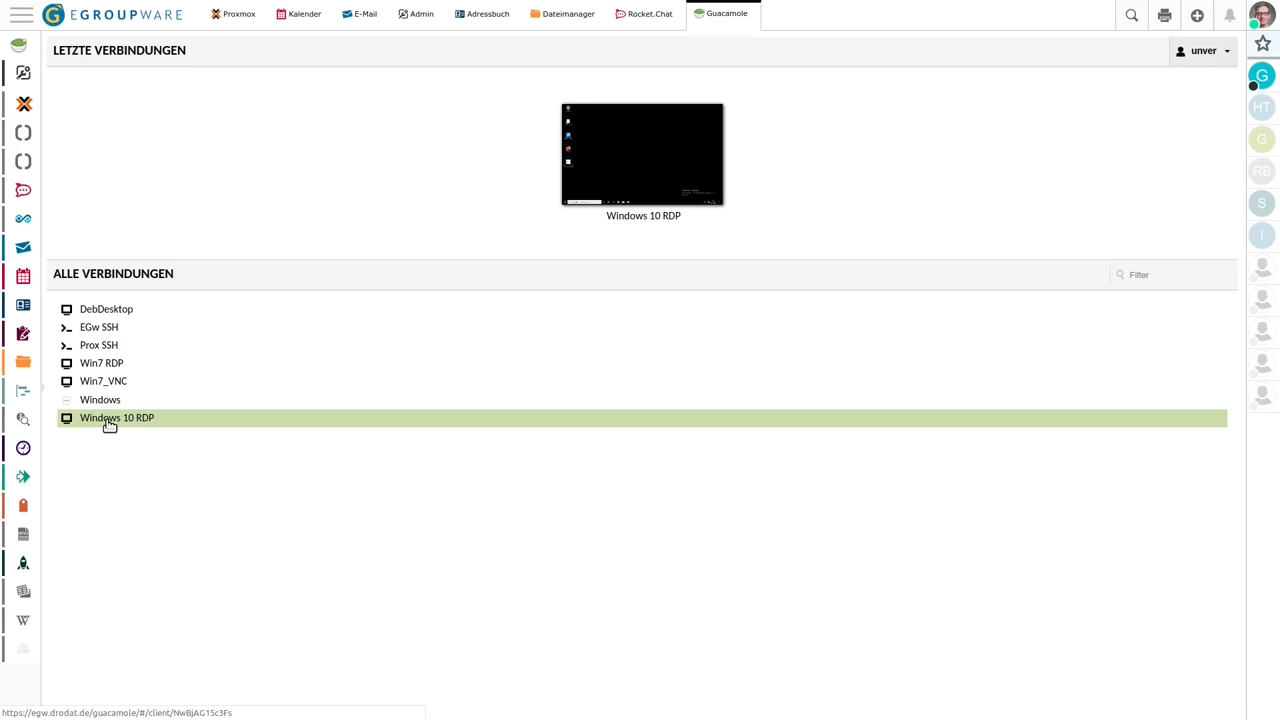 EGROUPWARE
Proxmox
Kalender
E-Mail
Admin
Adressbuch
Dateimanager
Rocket.Chat
Guacamole
LETZTE VERBINDUNGEN
unver
G
HT
G
RB
S
I
Windows 10 RDP
ALLE VERBINDUNGEN
Filter
DebDesktop
EGw SSH
Prox SSH
Win7 RDP
Win7_VNC
Windows
Windows 10 RDP
https://egw.drodat.de/guacamole/#/client/NwBjAG15c3Fs